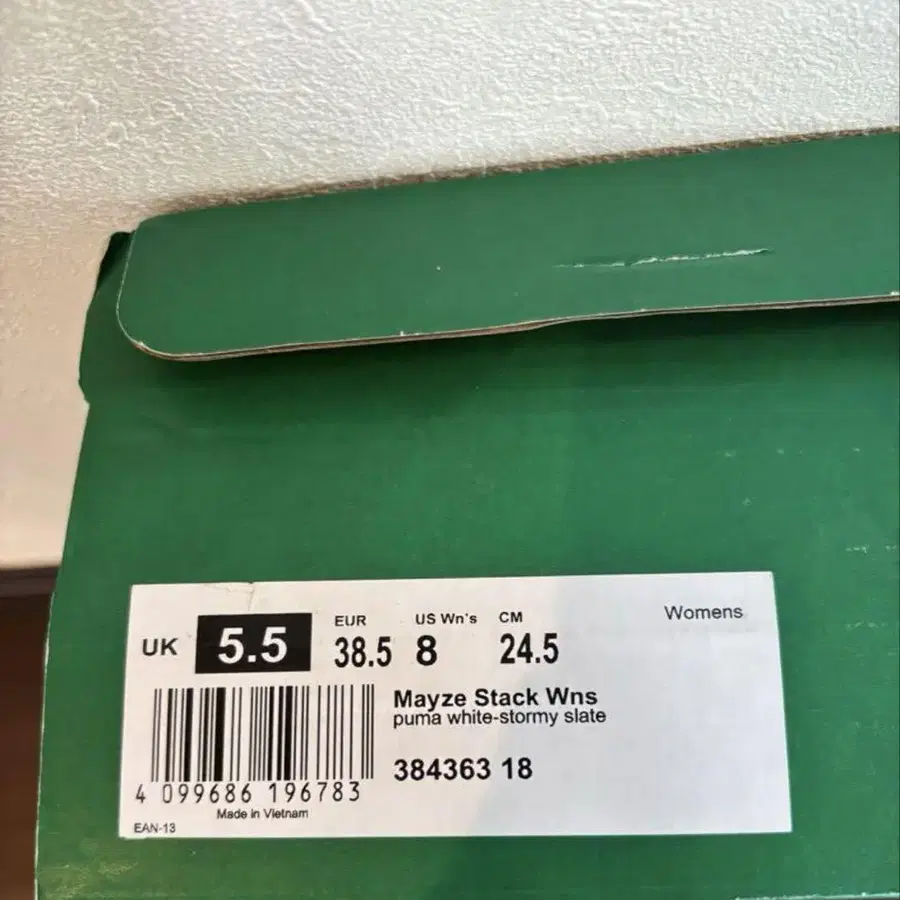 UK 5.5 EUR 38.5 US Wn's 8 CM 24.5 Womens
Mayze Stack Wns
puma white-stormy slate
384363 18
4 099686 196783
Made in Vietnam
EAN-13